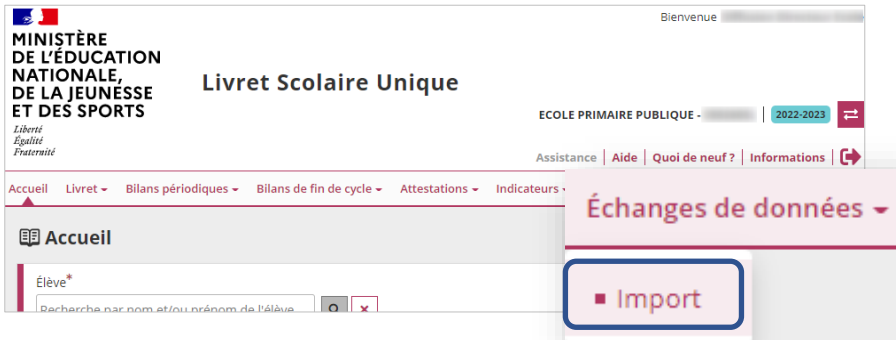 Bienvenue
MINISTÈRE
DE L'ÉDUCATION
NATIONALE,
DE LA JEUNESSE
ET DES SPORTS
Liberté
Égalité
Fraternité
Livret Scolaire Unique
ECOLE PRIMAIRE PUBLIQUE -
2022-2023
Assistance | Aide | Quoi de neuf ? | Informations
Accueil Livret Bilans périodiques Bilans de fin de cycle Attestations Indicateurs
Échanges de données
Import
Accueil
Élève*
Recherche par nom et/ou prénom de l'élève